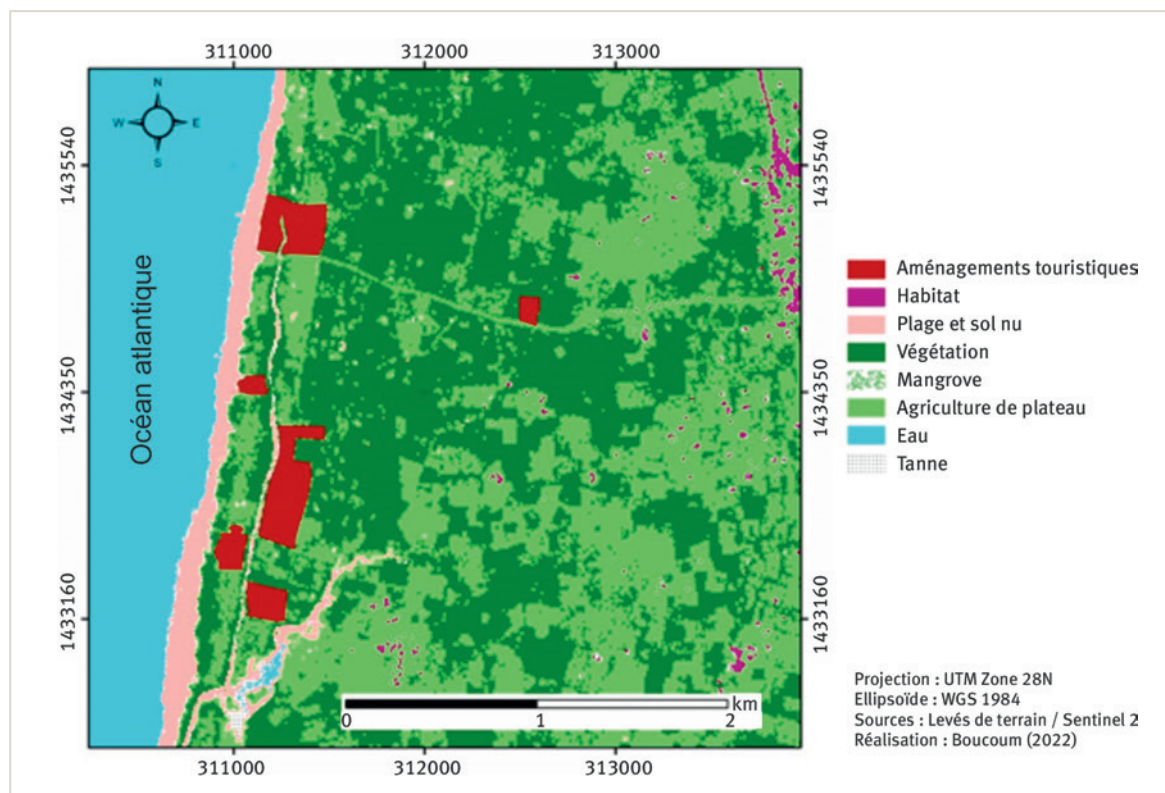 311000 312000 313000
N
W E
S
1435540
1435540
Océan atlantique
1434350
1434350
1433160
1433160
Aménagements touristiques
Habitat
Plage et sol nu
Végétation
Mangrove
Agriculture de plateau
Eau
Tanne
km
0 1 2
311000 312000 313000
Projection : UTM Zone 28N
Ellipsoïde : WGS 1984
Sources : Levés de terrain / Sentinel 2
Réalisation : Boucoum (2022)